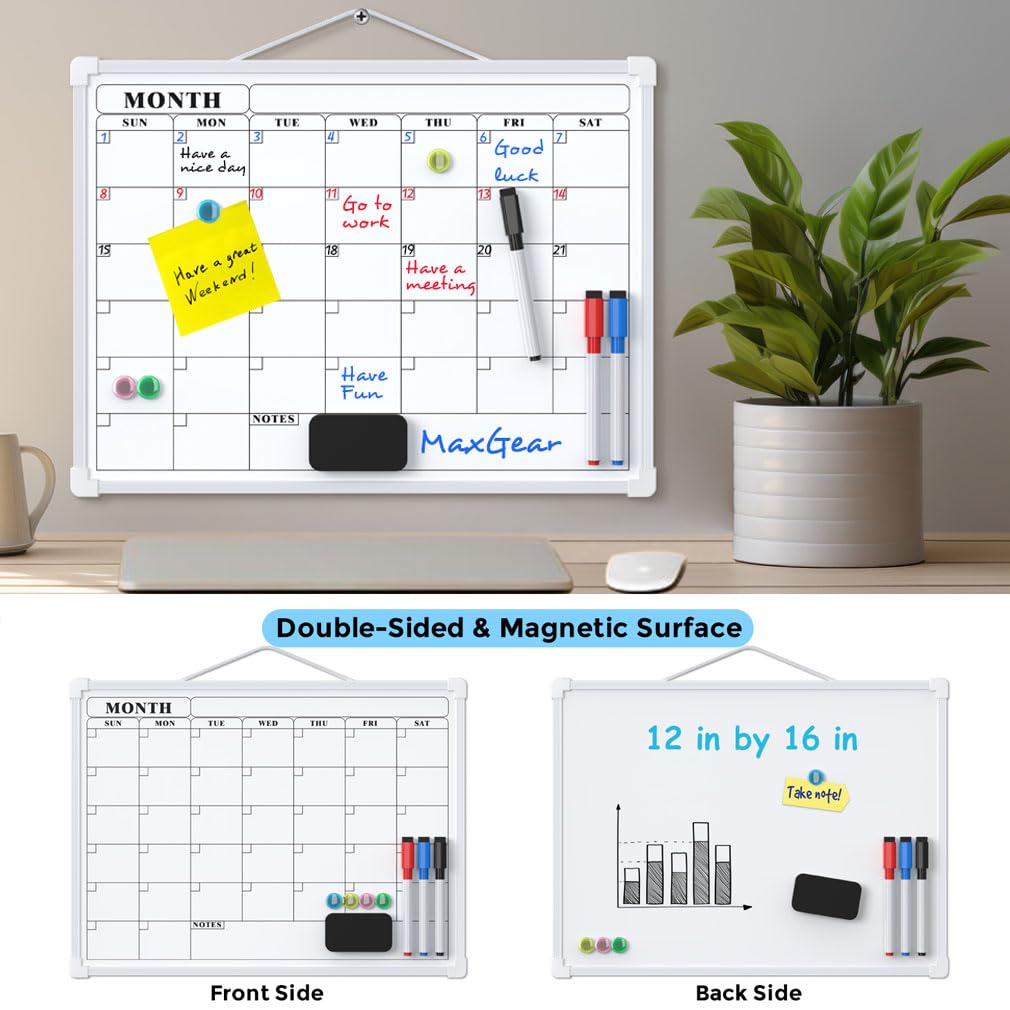 MONTH
SUN MON TUE WED THU FRI SAT
1 2 3 4 5 6 7
Have a
nice day
Good
luck
8 9 10 11 12 13 14
Go to
work
Have a great
Weekend!
15 18 19 20 21
Have a
meeting
Have
Fun
NOTES
MaxGear
Double-Sided & Magnetic Surface
MONTH
SUN MON TUE WED THU FRI SAT
NOTES
Front Side
12 in by 16 in
Take note!
Back Side